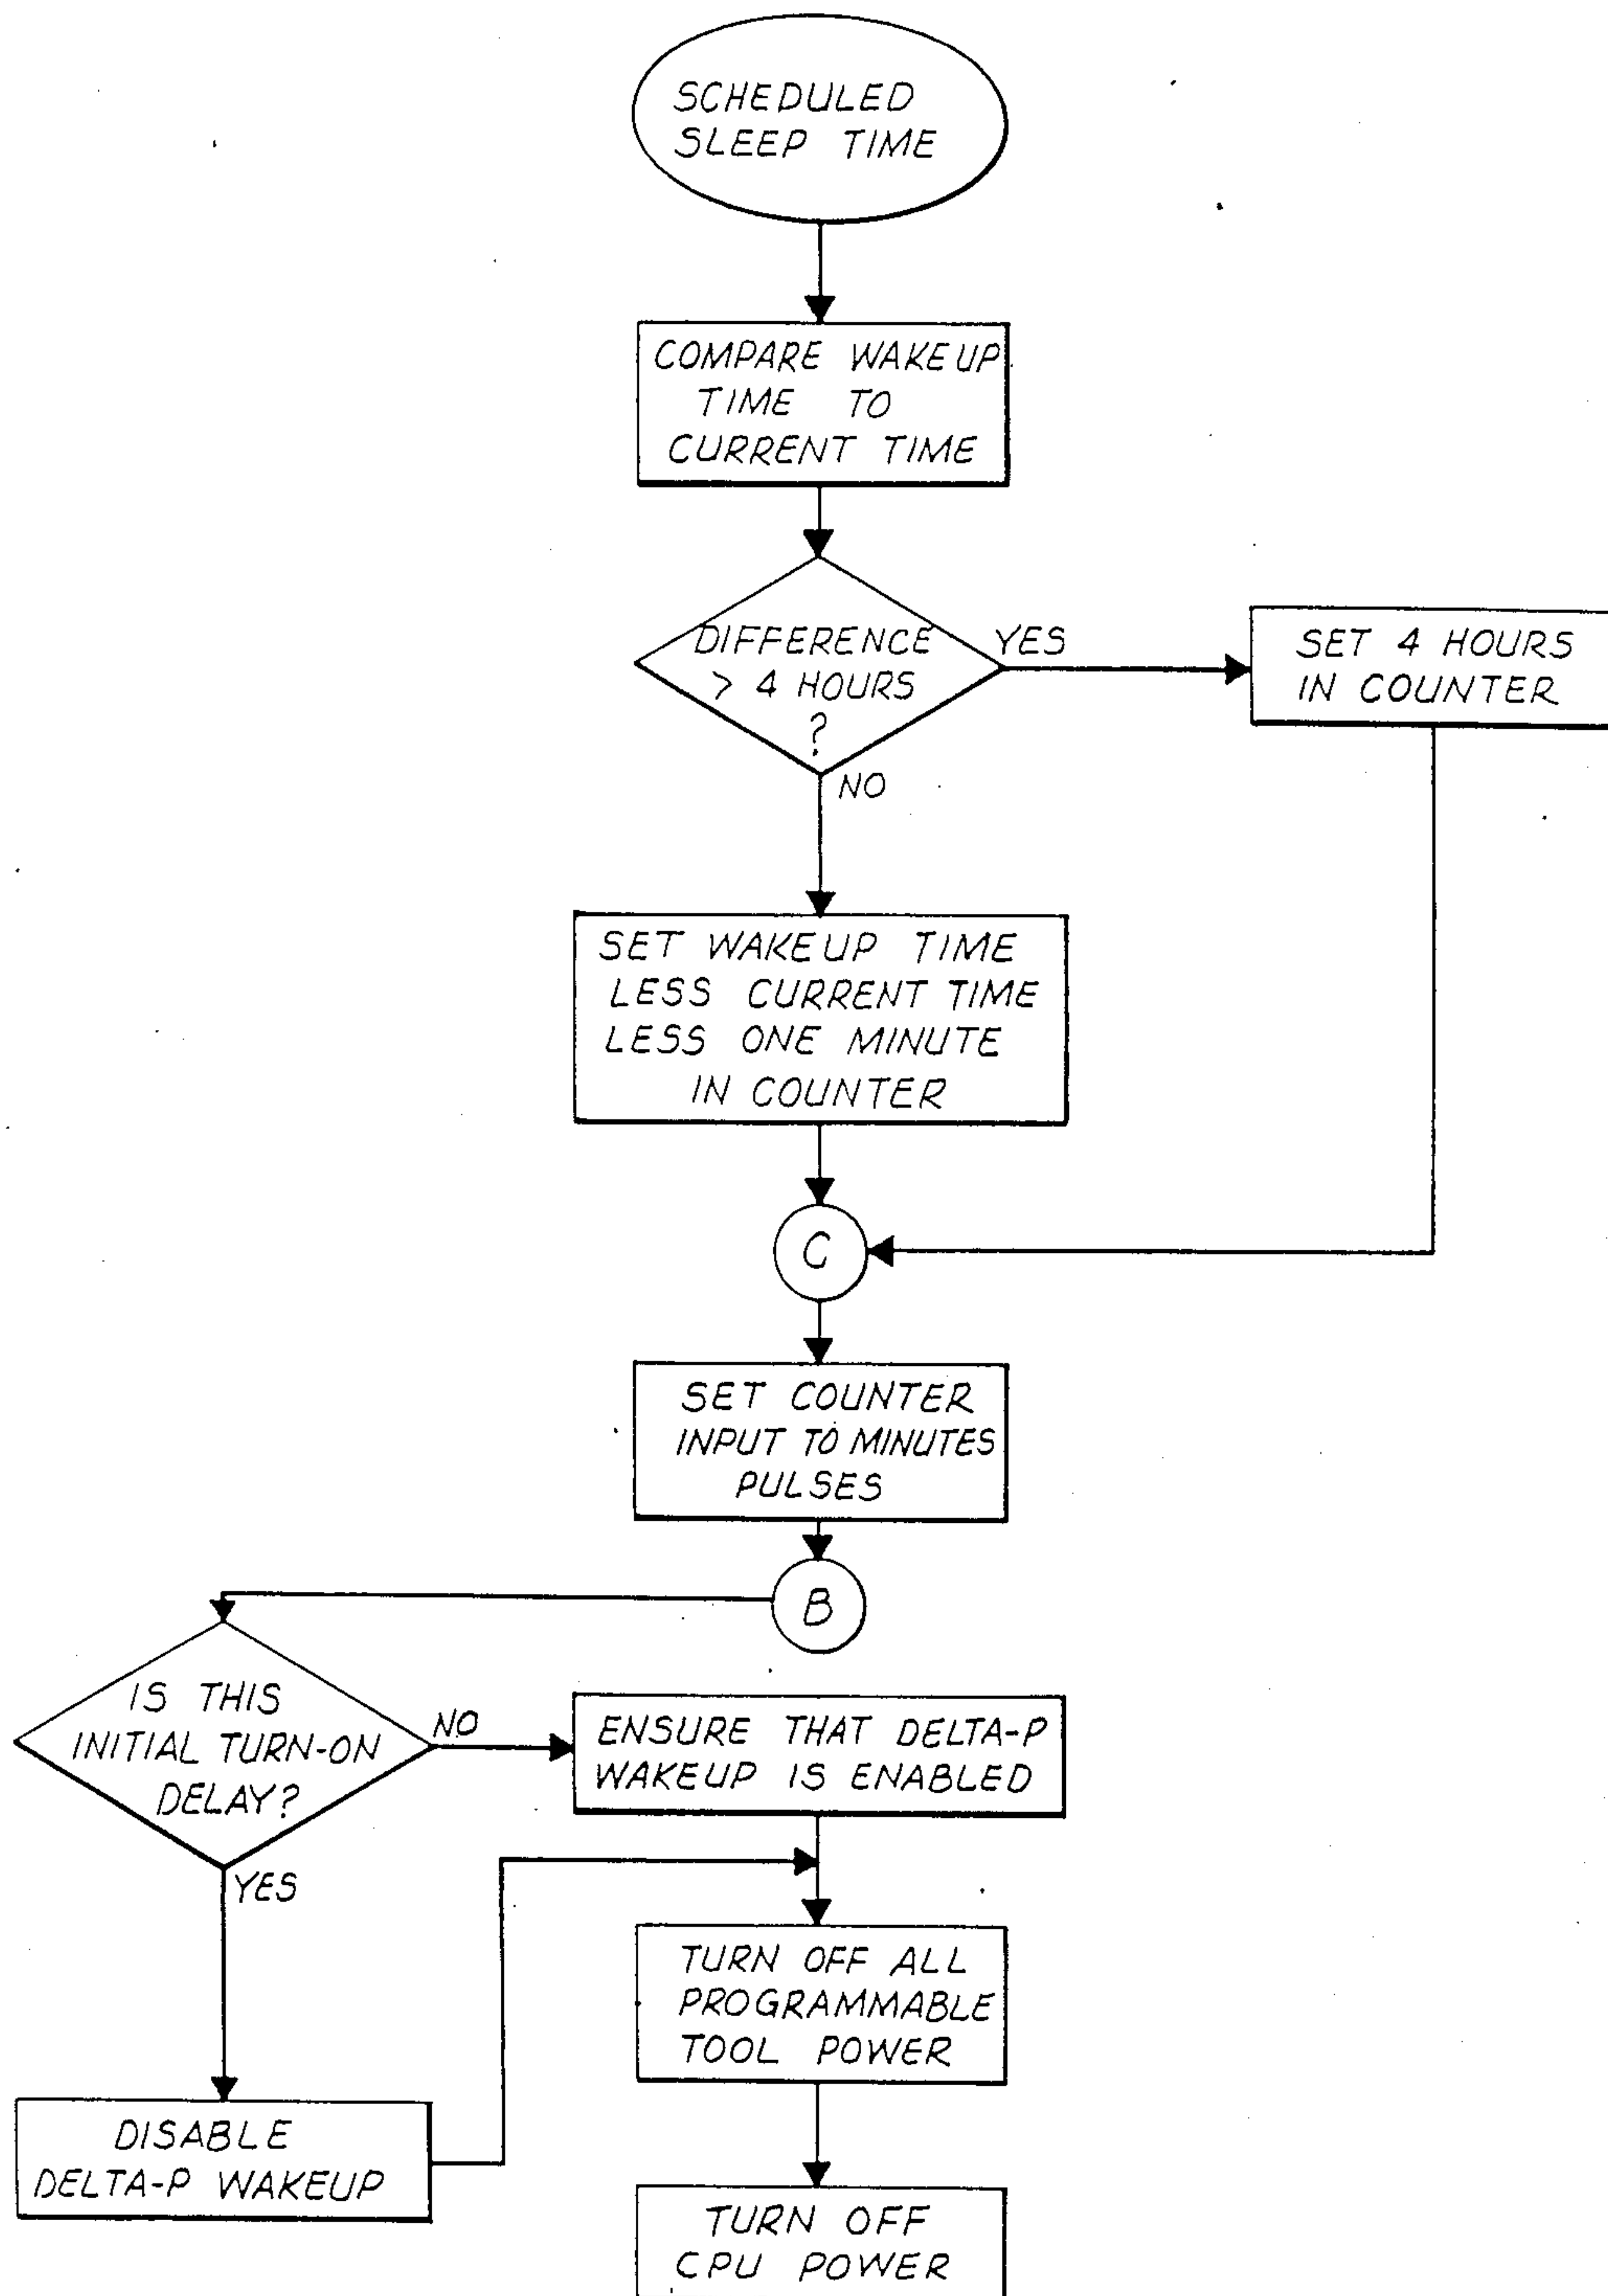 SCHEDULED
SLEEP TIME
COMPARE WAKEUP
TIME TO
CURRENT TIME
DIFFERENCE
> 4 HOURS
?
YES
SET 4 HOURS
IN COUNTER
NO
SET WAKEUP TIME
LESS CURRENT TIME
LESS ONE MINUTE
IN COUNTER
C
SET COUNTER
INPUT TO MINUTES
PULSES
B
IS THIS
INITIAL TURN-ON
DELAY?
NO
ENSURE THAT DELTA-P
WAKEUP IS ENABLED
YES
TURN OFF ALL
PROGRAMMABLE
TOOL POWER
DISABLE
DELTA-P WAKEUP
TURN OFF
CPU POWER